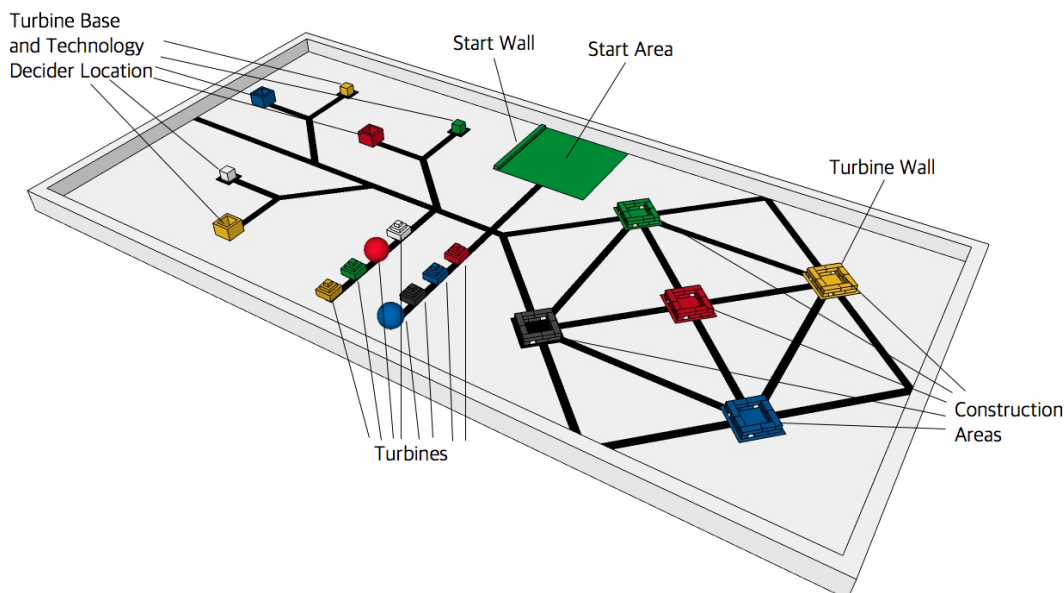 Turbine Base
and Technology
Decider Location
Start Wall
Start Area
Turbine Wall
Construction
Areas
Turbines